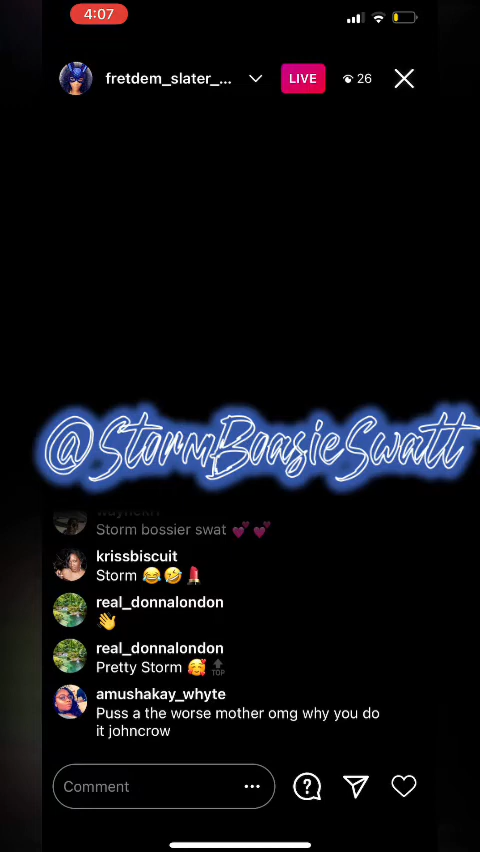 4:07
fretdem_slater_...
LIVE
26
@StormBoasieSwatt
Storm bossier swat 💕 💕
krissbiscuit
Storm 😂🤣💄
real_donnalondon
👋
real_donnalondon
Pretty Storm 🥰🔝
amushakay_whyte
Puss a the worse mother omg why you do
it johncrow
Comment